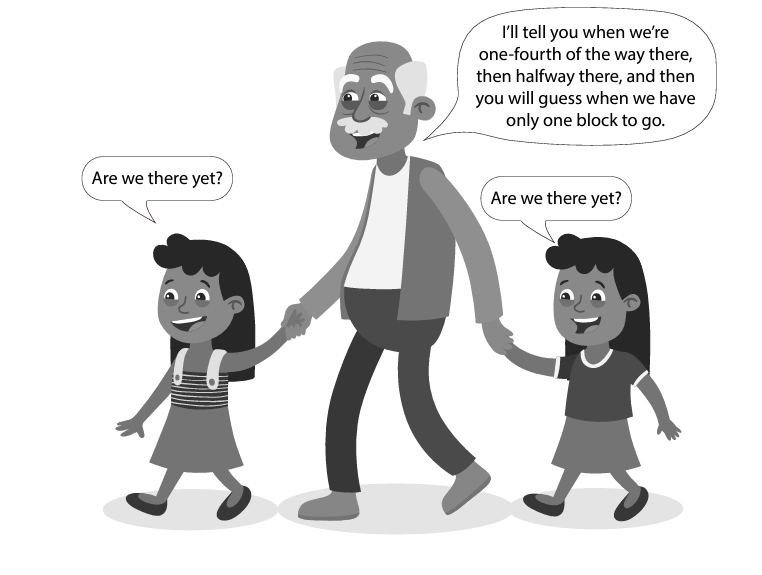 I'll tell you when we're
one-fourth of the way there,
then halfway there, and then
you will guess when we have
only one block to go.
Are we there yet?
Are we there yet?